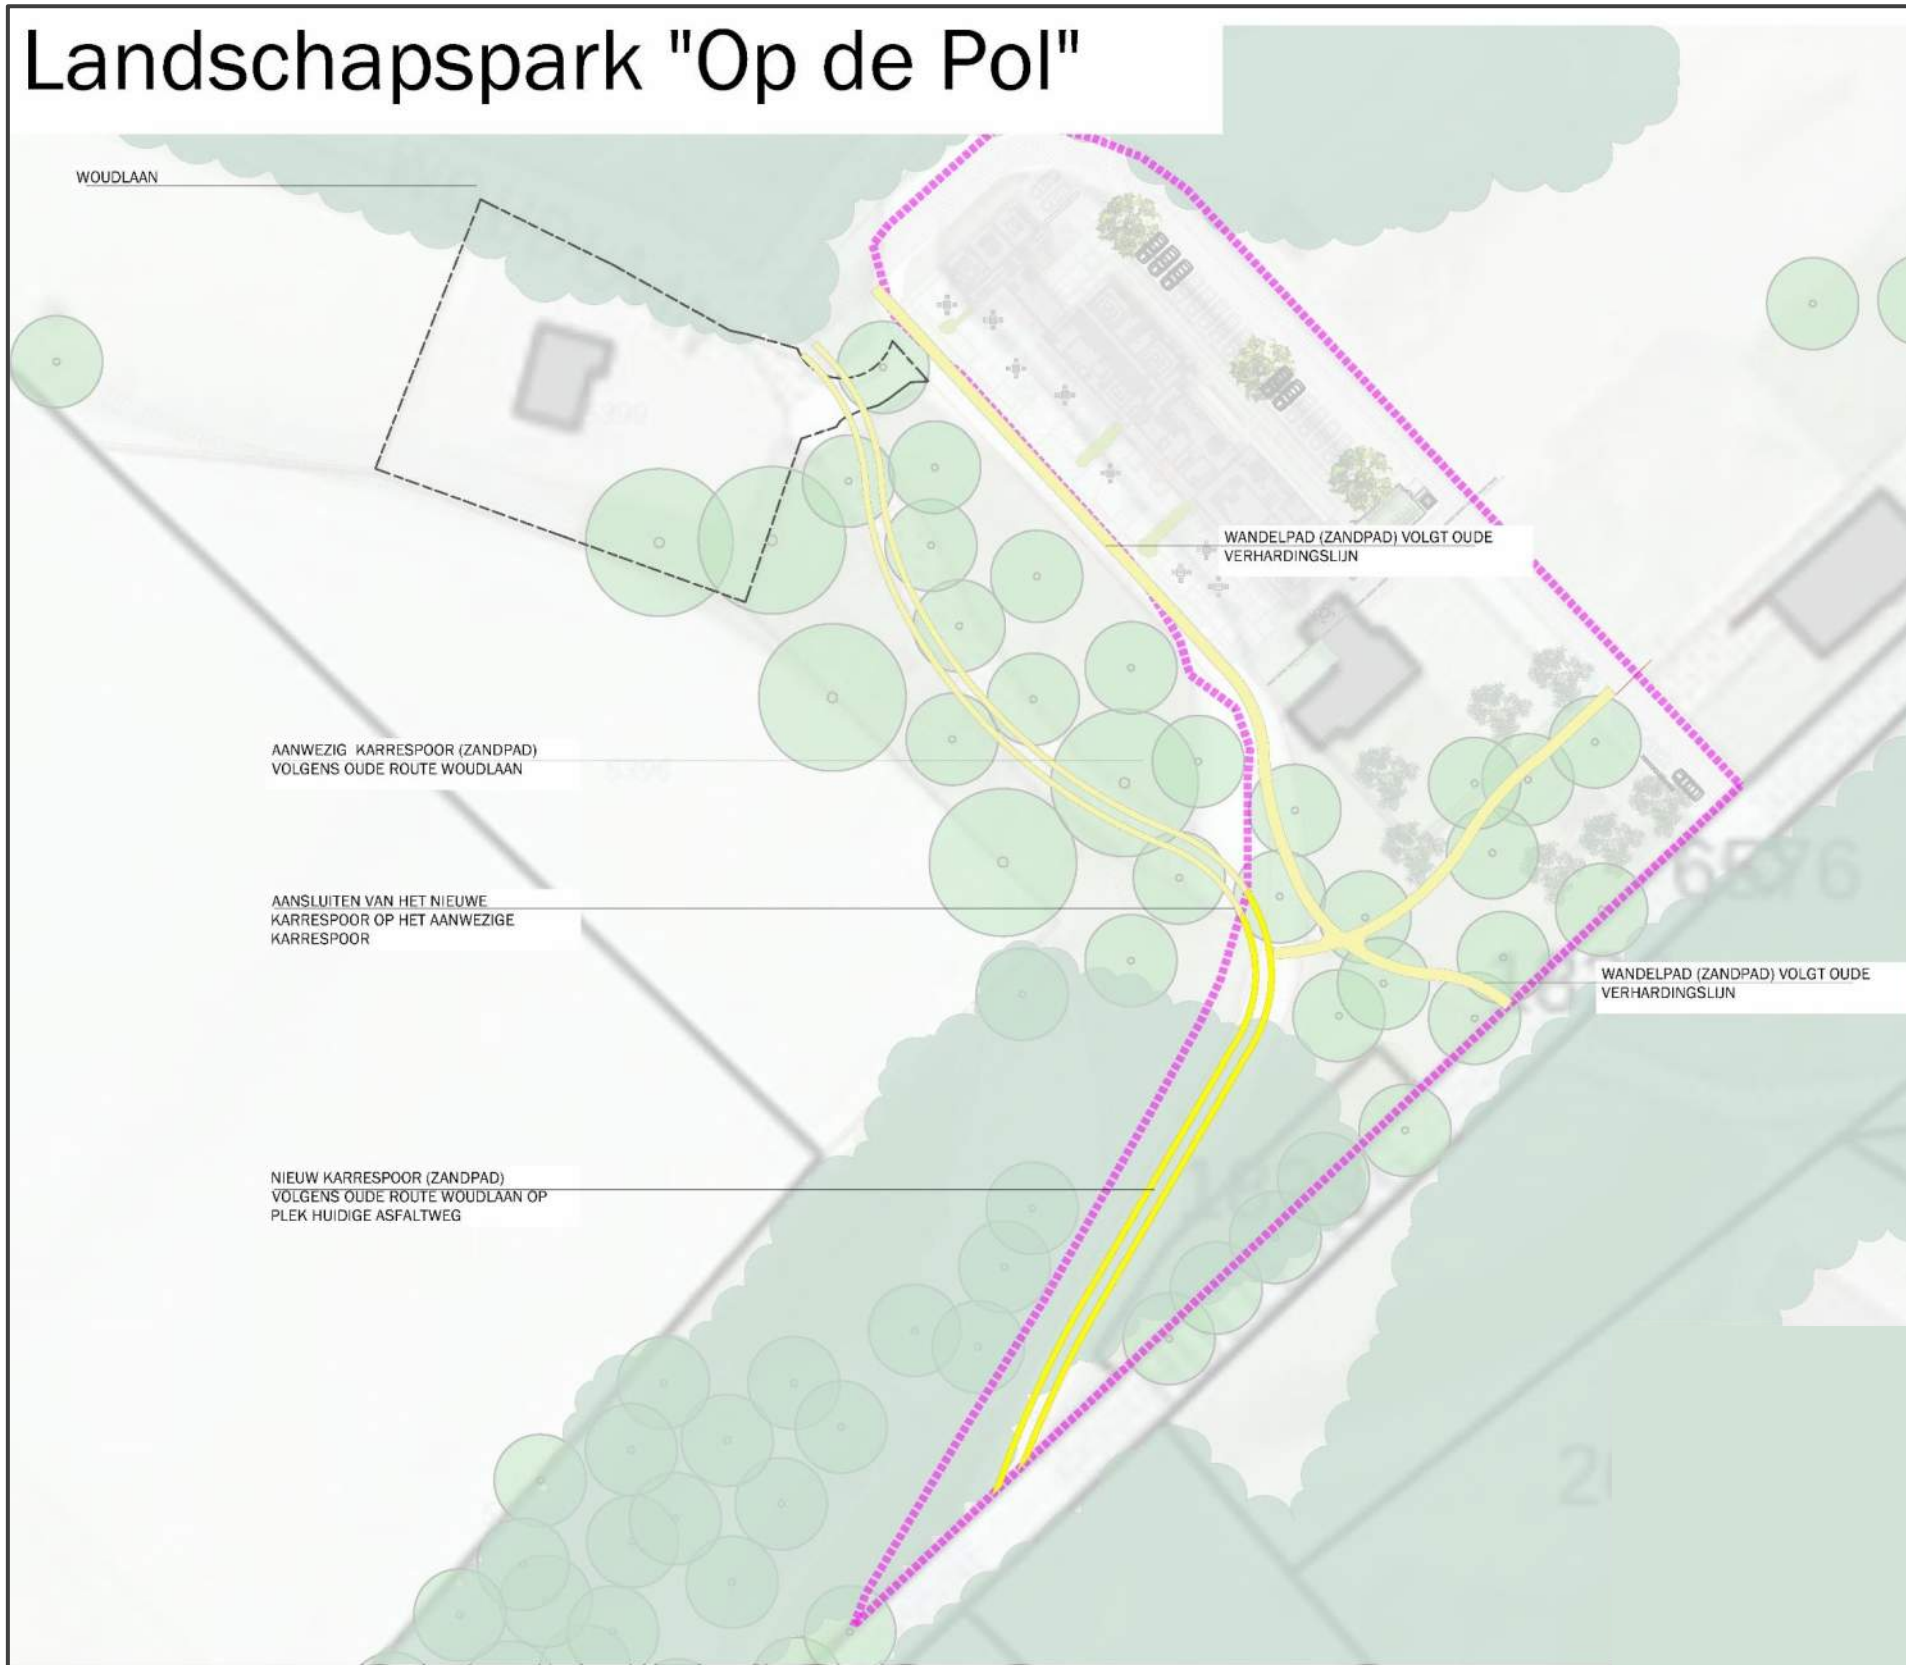 Landschapspark "Op de Pol"
WOUDLAAN
WANDELPAD (ZANDPAD) VOLGT OUDE
VERHARDINGSLIJN
AANWEZIG KARRESPOOR (ZANDPAD)
VOLGENS OUDE ROUTE WOUDLAAN
AANSLUITEN VAN HET NIEUWE
KARRESPOOR OP HET AANWEZIGE
KARRESPOOR
6576
WANDELPAD (ZANDPAD) VOLGT OUDE
VERHARDINGSLIJN
NIEUW KARRESPOOR (ZANDPAD)
VOLGENS OUDE ROUTE WOUDLAAN OP
PLEK HUIDIGE ASFALTWEG